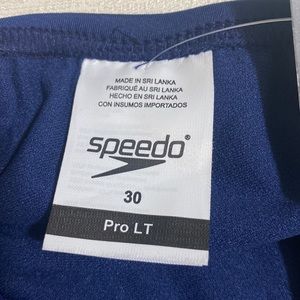 MADE IN SRI LANKA
FABRIQUÉ AU SRI LANKA
HECHO EN SRI LANKA
CON INSUMOS IMPORTADOS
speedo®
30
Pro LT